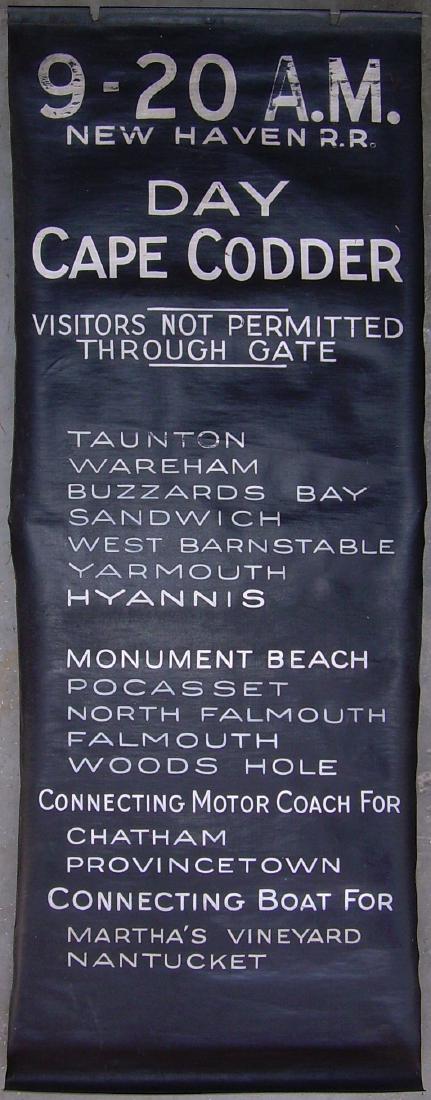 9-20 A.M.
NEW HAVEN R.R.
DAY
CAPE CODDER
VISITORS NOT PERMITTED
THROUGH GATE
TAUNTON
WAREHAM
BUZZARDS BAY
SANDWICH
WEST BARNSTABLE
YARMOUTH
HYANNIS
MONUMENT BEACH
POCASSET
NORTH FALMOUTH
FALMOUTH
WOODS HOLE
CONNECTING MOTOR COACH FOR
CHATHAM
PROVINCETOWN
CONNECTING BOAT FOR
MARTHA'S VINEYARD
NANTUCKET